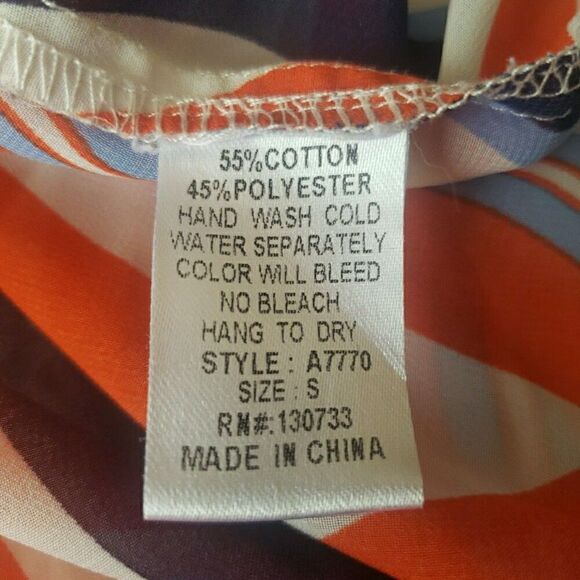 55%COTTON
45%POLYESTER
HAND WASH COLD
WATER SEPARATELY
COLOR WILL BLEED
NO BLEACH
HANG TO DRY
STYLE : A7770
SIZE : S
RN#:130733
MADE IN CHINA